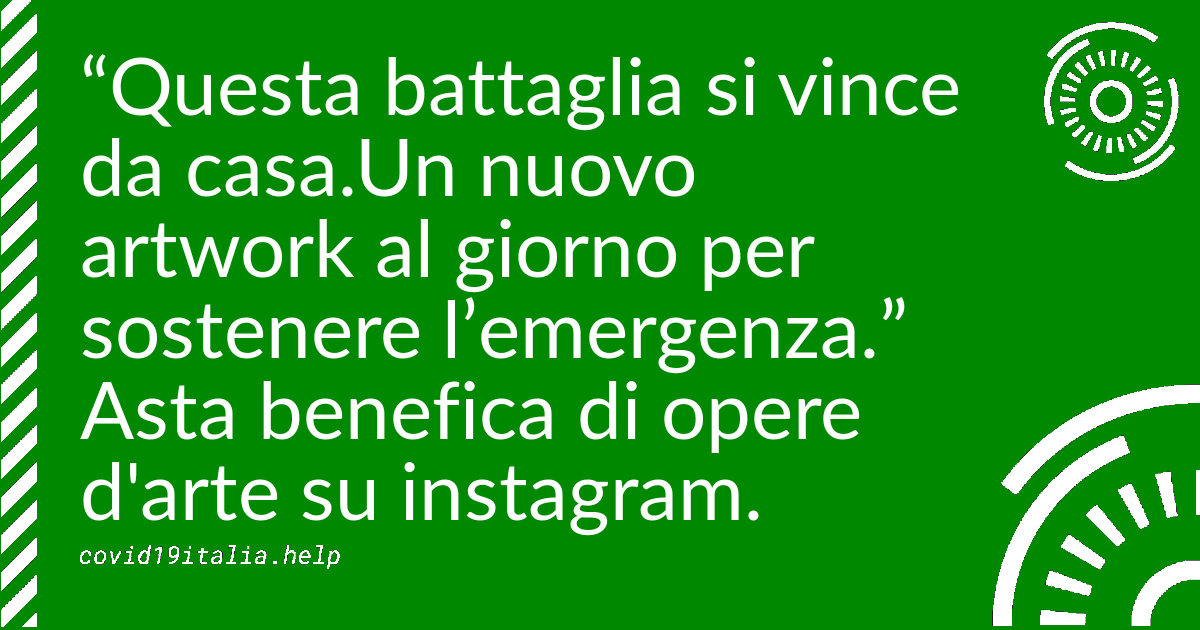 “Questa battaglia si vince
da casa.Un nuovo
artwork al giorno per
sostenere l’emergenza.”
Asta benefica di opere
d'arte su instagram.
covid19italia.help